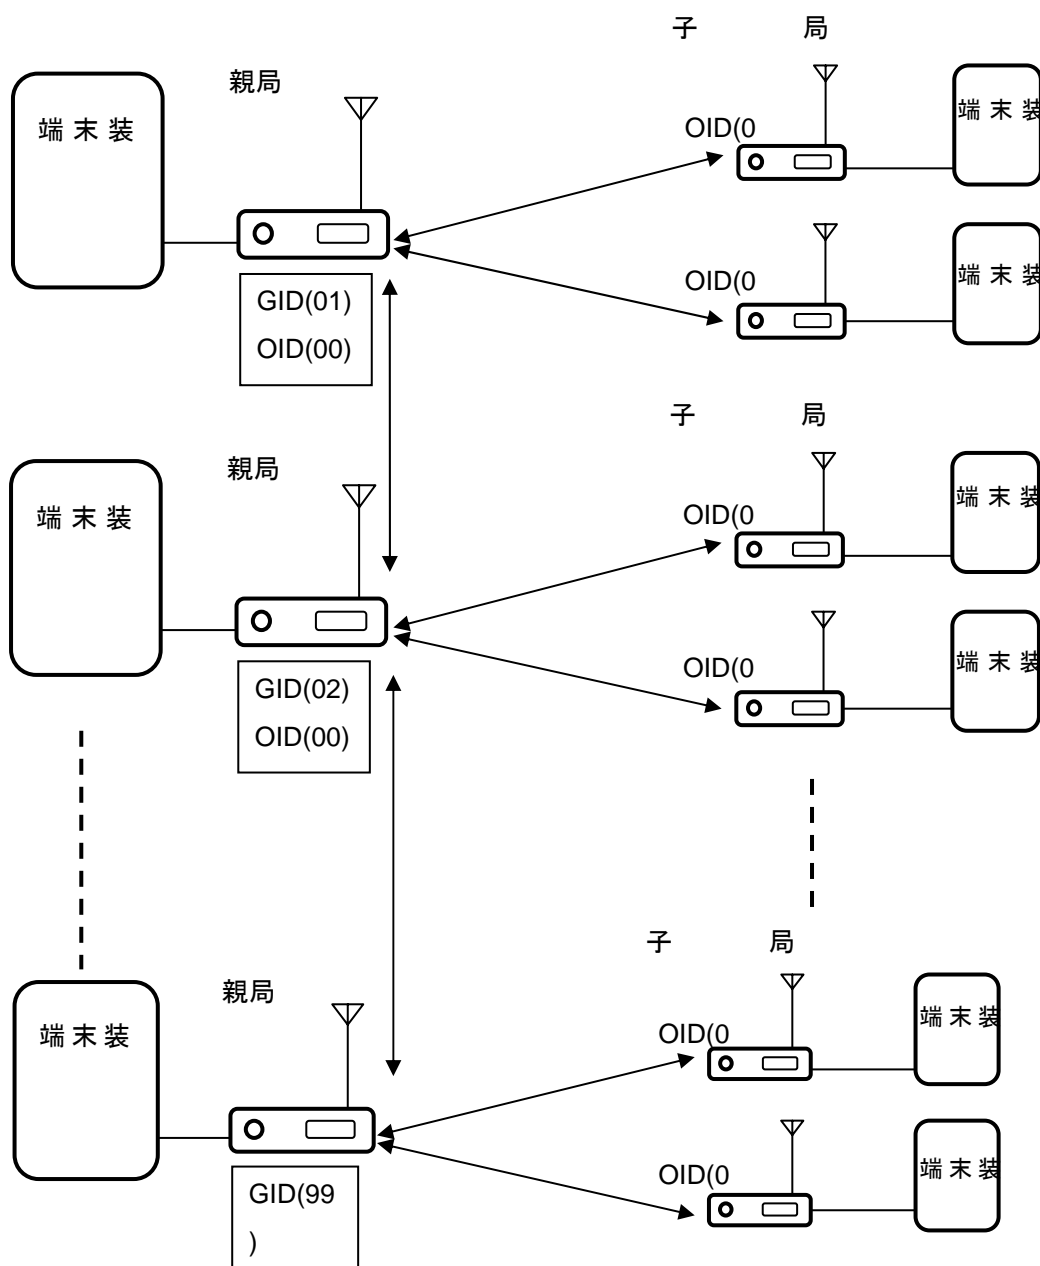 子 局
親局
端 末 装
端 末 装
OID(0
端 末 装
OID(0
GID(01)
OID(00)
子 局
親局
端 末 装
端 末 装
OID(0
端 末 装
OID(0
GID(02)
OID(00)
子 局
親局
端 末 装
端 末 装
OID(0
端 末 装
OID(0
GID(99
)